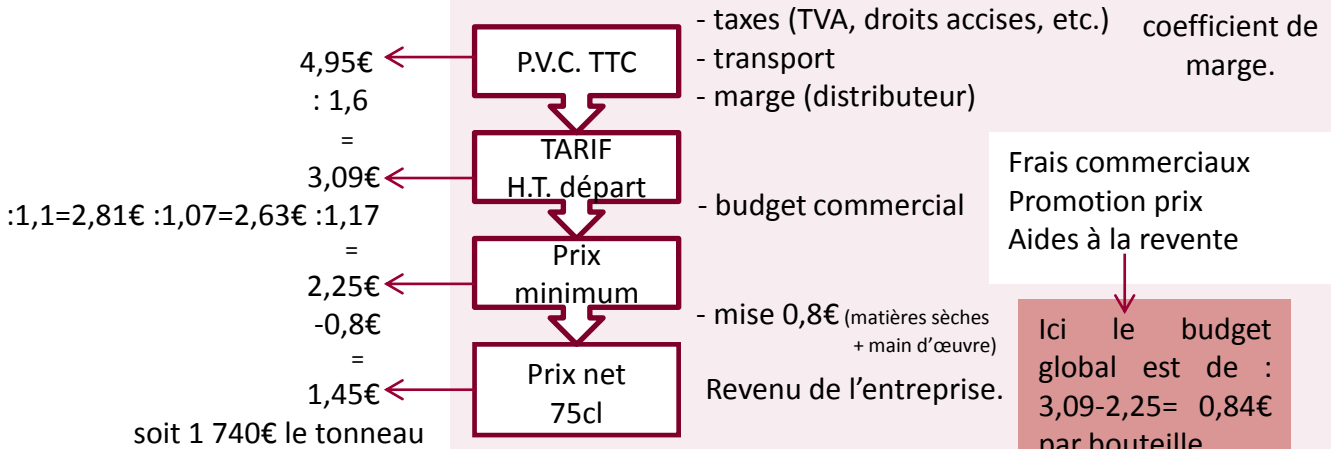 - taxes (TVA, droits accises, etc.)
- transport
- marge (distributeur)
coefficient de
marge.
4,95€
: 1,6
=
3,09€
:1,1=2,81€ :1,07=2,63€ :1,17
=
2,25€
-0,8€
=
1,45€
soit 1 740€ le tonneau
P.V.C. TTC
TARIF
H.T. départ
Prix
minimum
Prix net
75cl
- budget commercial
- mise 0,8€ (matières sèches
+ main d’œuvre)
Revenu de l’entreprise.
Frais commerciaux
Promotion prix
Aides à la revente
Ici le budget
global est de :
3,09-2,25= 0,84€
par bouteille